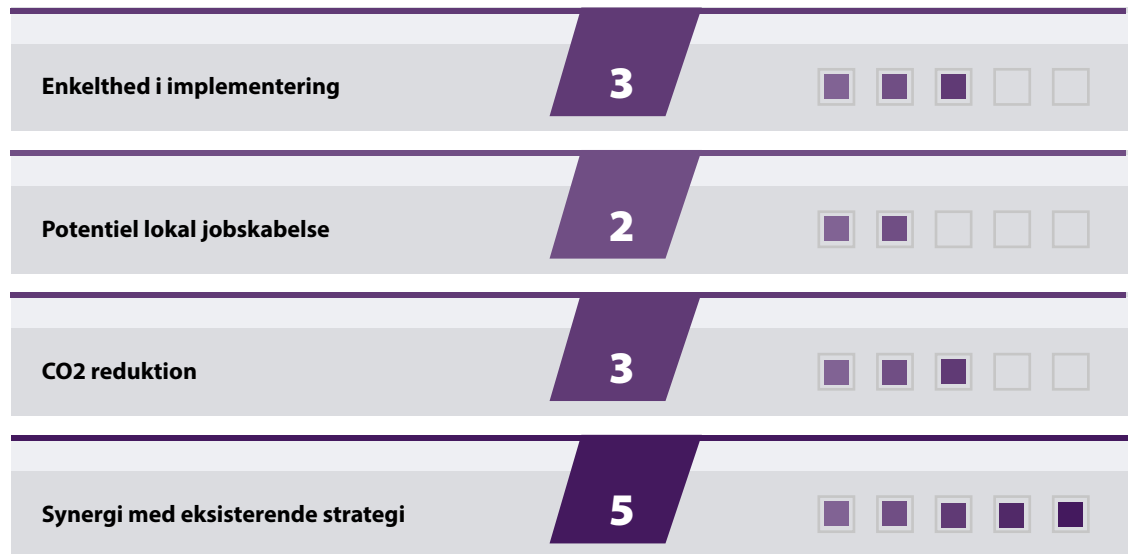 Enkelthed i implementering 3
Potentiel lokal jobskabelse 2
CO2 reduktion 3
Synergi med eksisterende strategi 5